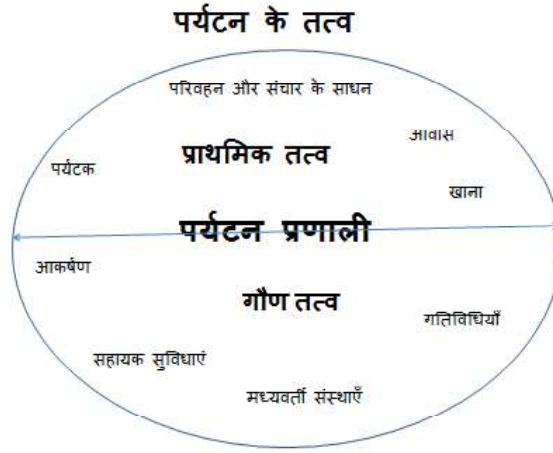 पर्यटन के तत्व
परिवहन और संचार के साधन
आवास
प्राथमिक तत्व
पर्यटक
खाना
पर्यटन प्रणाली
आकर्षण
गौण तत्व
गतिविधियाँ
सहायक सुविधाएं
मध्यवर्ती संस्थाएँ